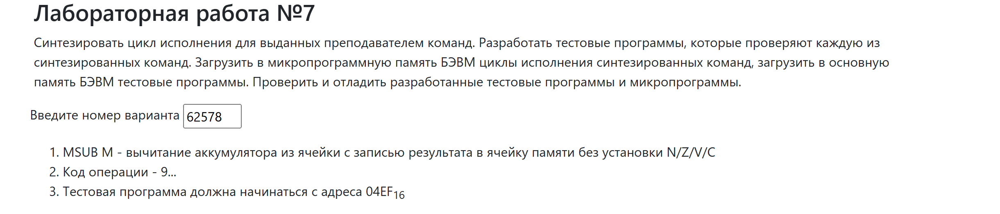 Лабораторная работа №7
Синтезировать цикл исполнения для выданных преподавателем команд. Разработать тестовые программы, которые проверяют каждую из
синтезированных команд. Загрузить в микропрограммную память БЭВМ циклы исполнения синтезированных команд, загрузить в основную
память БЭВМ тестовые программы. Проверить и отладить разработанные тестовые программы и микропрограммы.
Введите номер варианта 62578
1. MSUB M - вычитание аккумулятора из ячейки с записью результата в ячейку памяти без установки N/Z/V/C
2. Код операции - 9...
3. Тестовая программа должна начинаться с адреса 04EF16